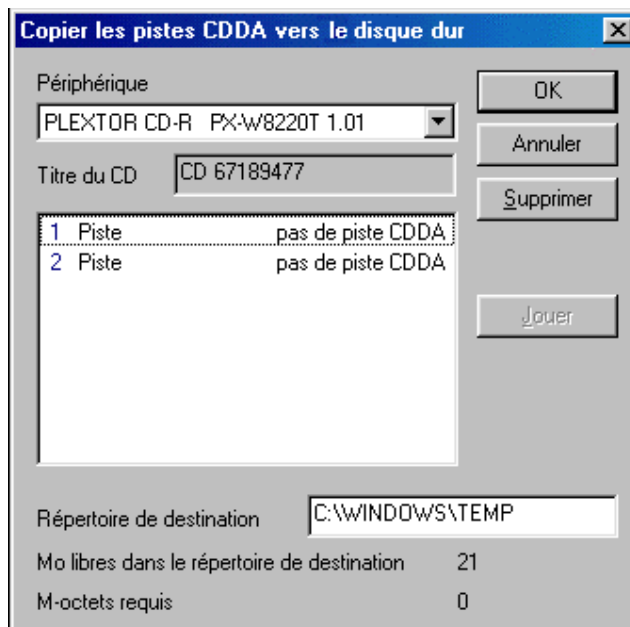 Copier les pistes CDDA vers le disque dur
Périphérique
PLEXTOR CD-R PX-W8220T 1.01
OK
Annuler
Titre du CD CD 67189477
Supprimer
1 Piste pas de piste CDDA
2 Piste pas de piste CDDA
Jouer
Répertoire de destination C:\WINDOWS\TEMP
Mo libres dans le répertoire de destination 21
M-octets requis 0